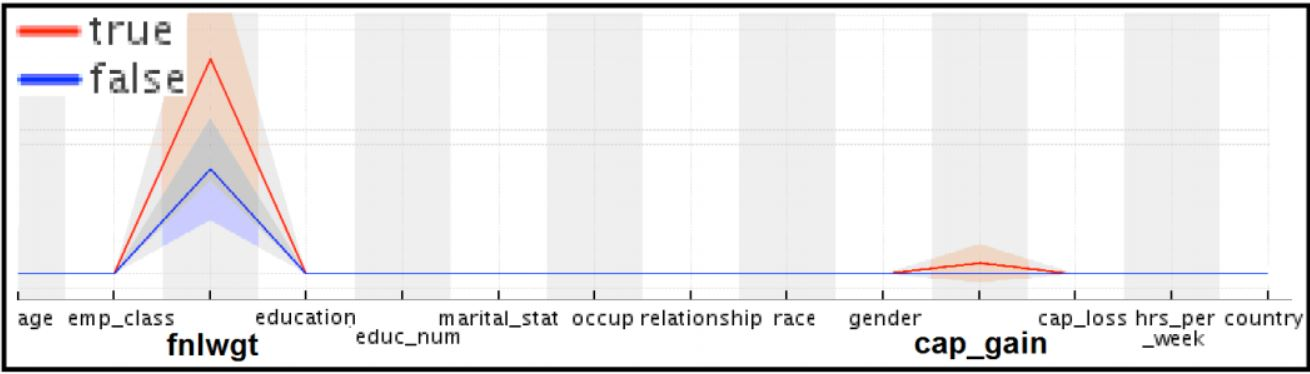 true
false
age emp_class education marital_stat occup relationship race gender cap_loss hrs_per country
fnlwgt educ_num cap_gain _week